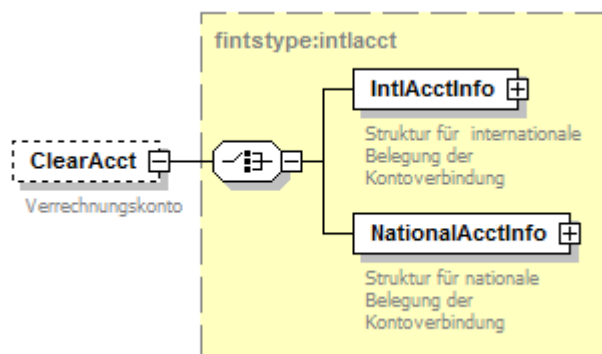 fintstype:intlacct
IntlAcctInfo
Struktur für internationale
Belegung der
Kontoverbindung
ClearAcct
Verrechnungskonto
NationalAcctInfo
Struktur für nationale
Belegung der
Kontoverbindung